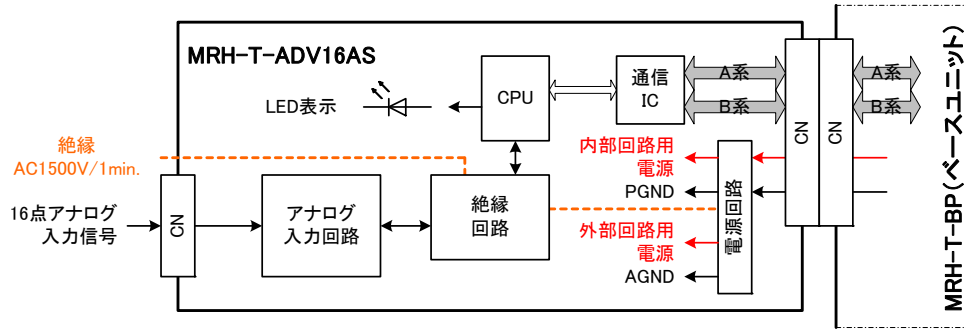 MRH-T-ADV16AS
LED表示
CPU
通信
IC
A系
B系
CN
CN
A系
B系
MRH-T-BP(ベースユニット)
絶縁
AC1500V/1min.
16点アナログ
入力信号
CN
アナログ
入力回路
絶縁
回路
内部回路用
電源
PGND
外部回路用
電源
AGND
電源回路